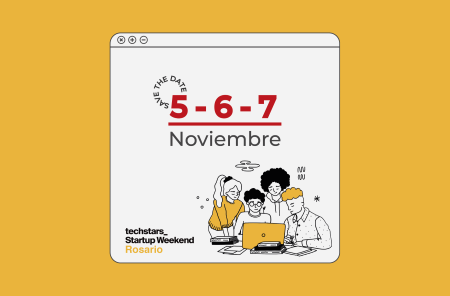 SAVE THE DATE
5 - 6 - 7
Noviembre
techstars_
Startup Weekend
Rosario